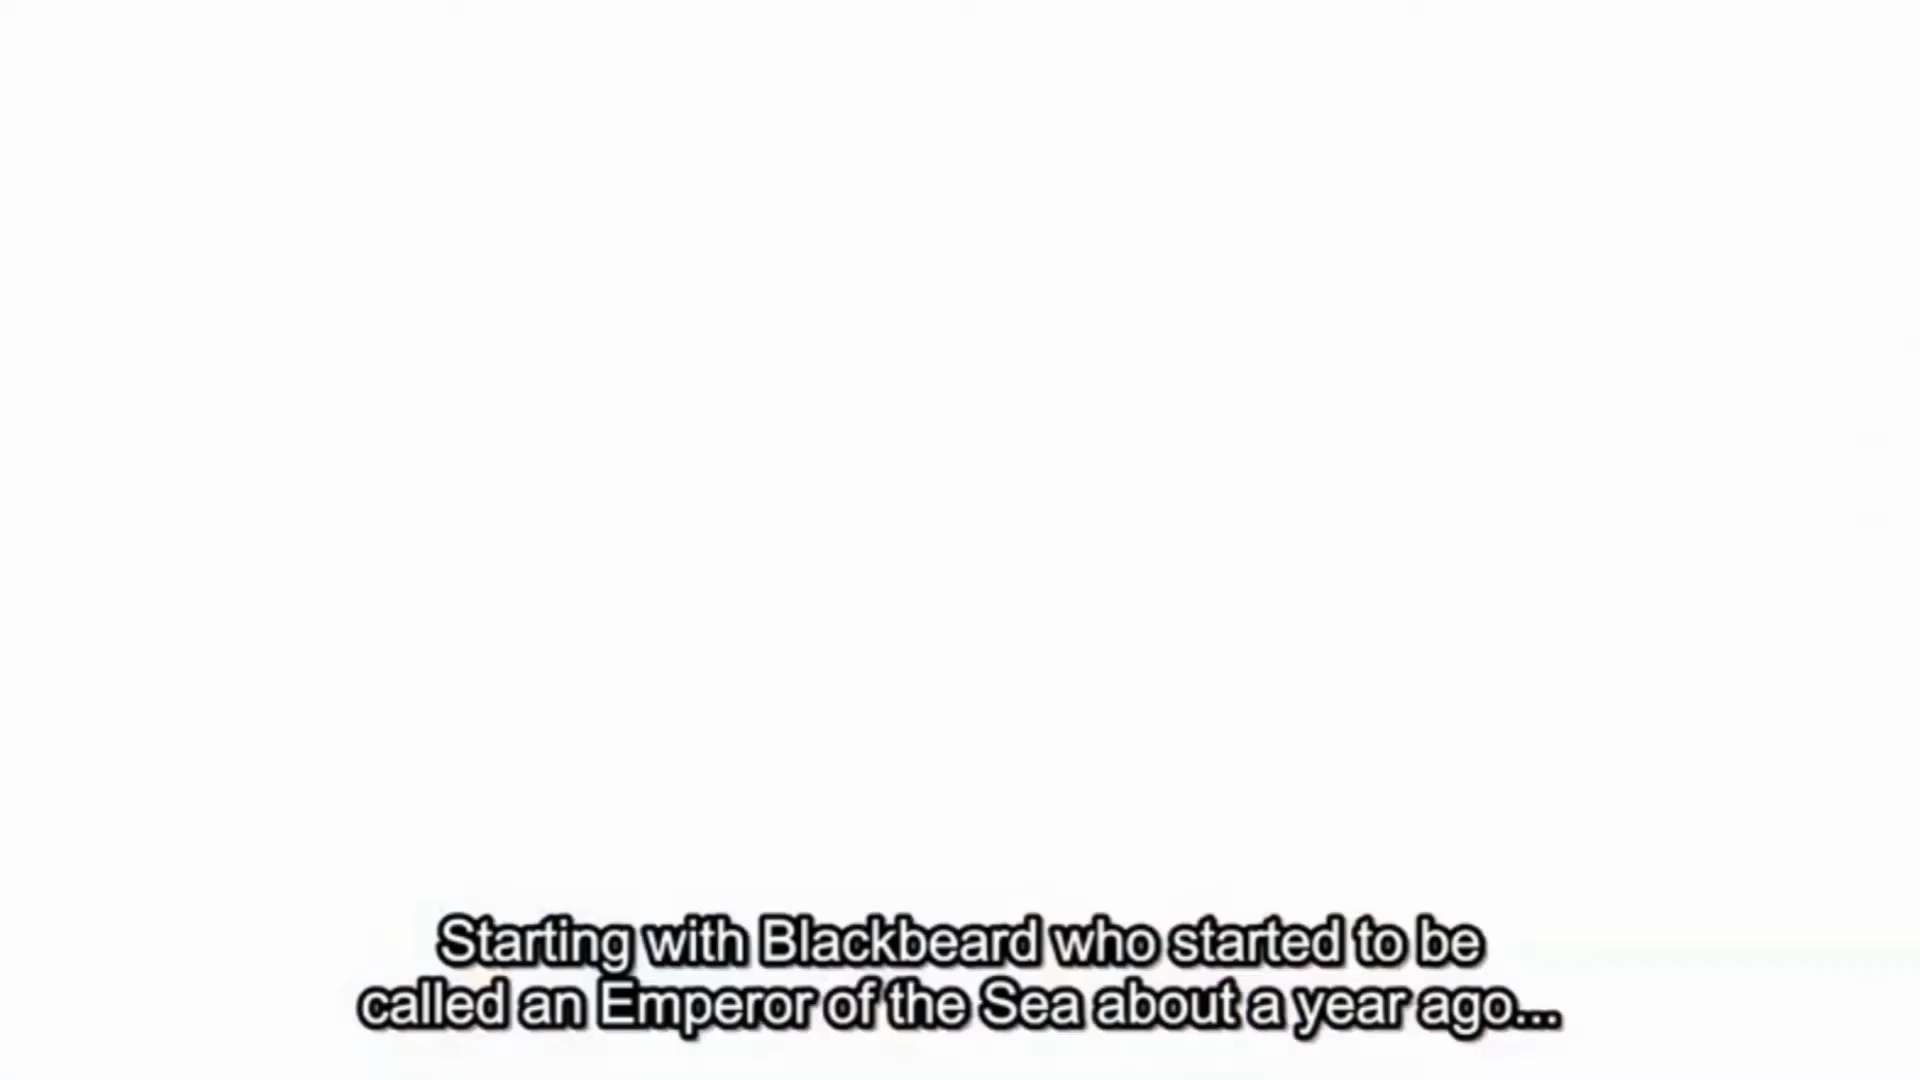 Starting with Blackbeard who started to be
called an Emperor of the Sea about a year ago...